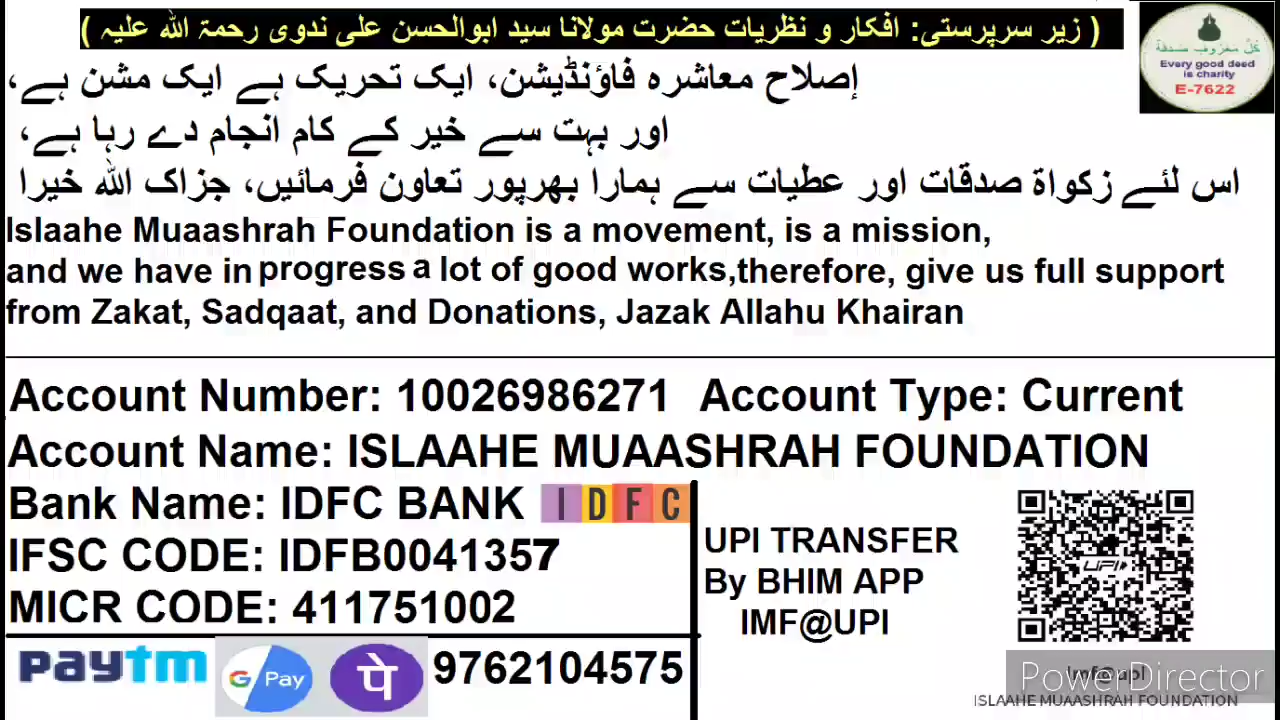 ( زیر سرپرستی: افکار و نظریات حضرت مولانا سید ابوالحسن علی ندوی رحمۃ اللہ علیہ )
كُلُّ مَعْرُوفٍ صَدَقَة
Every good deed
is charity
E-7622
إصلاح معاشرہ فاؤنڈیشن، ایک تحریک ہے ایک مشن ہے،
اور بہت سے خیر کے کام انجام دے رہا ہے،
اس لئے زکواۃ صدقات اور عطیات سے ہمارا بھرپور تعاون فرمائیں، جزاک اللہ خیرا
Islaahe Muaashrah Foundation is a movement, is a mission,
and we have in progress a lot of good works,therefore, give us full support
from Zakat, Sadqaat, and Donations, Jazak Allahu Khairan
Account Number: 10026986271 Account Type: Current
Account Name: ISLAAHE MUAASHRAH FOUNDATION
Bank Name: IDFC BANK IDFC
IFSC CODE: IDFB0041357
MICR CODE: 411751002
paytm G Pay पे 9762104575
UPI TRANSFER
By BHIM APP
IMF@UPI
UPI
imf@upi
PowerDirector
ISLAAHE MUAASHRAH FOUNDATION